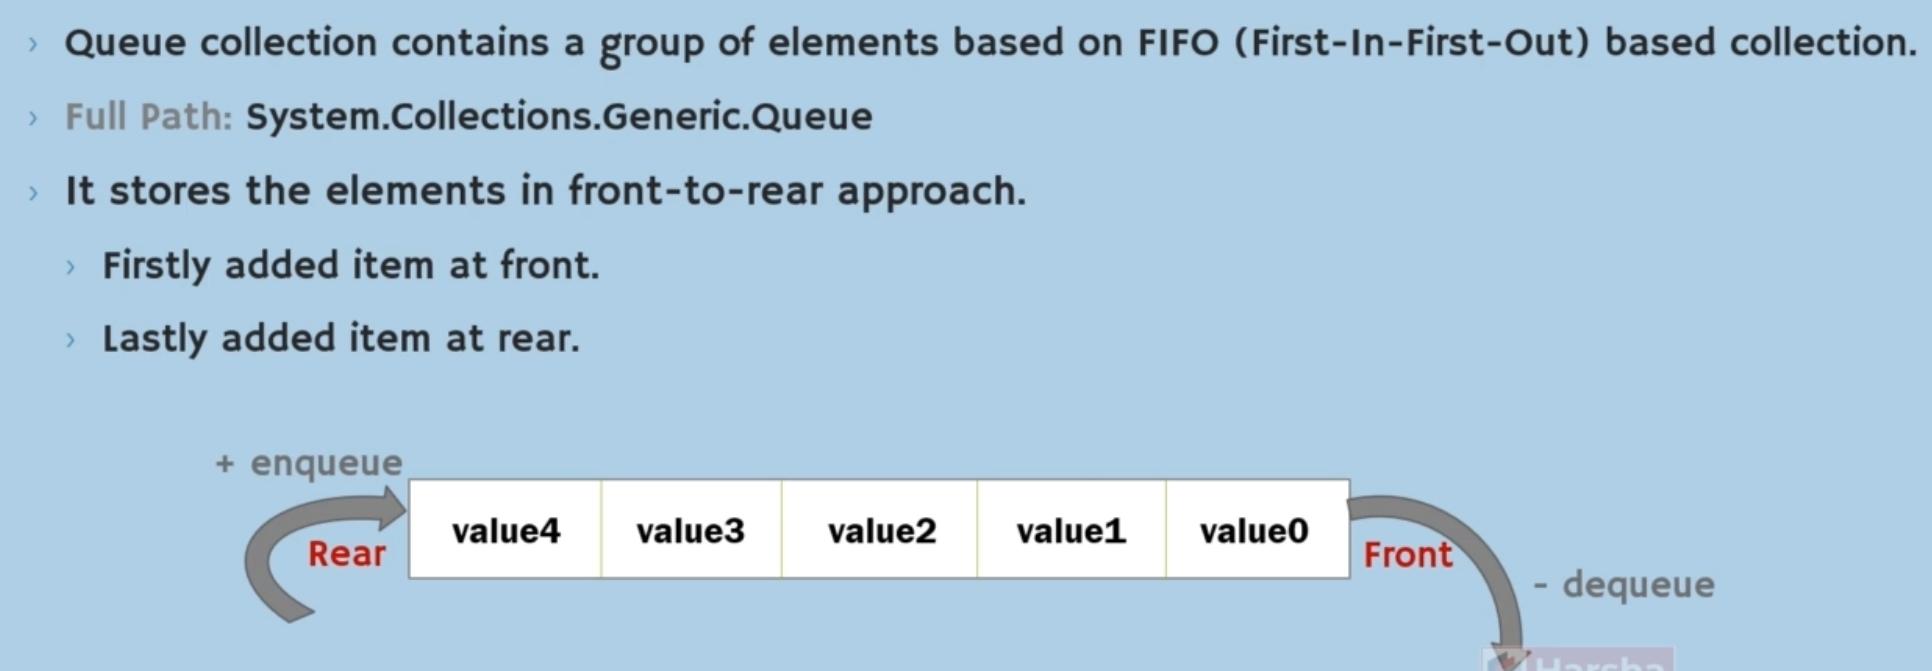 › Queue collection contains a group of elements based on FIFO (First-In-First-Out) based collection.
› Full Path: System.Collections.Generic.Queue
› It stores the elements in front-to-rear approach.
› Firstly added item at front.
› Lastly added item at rear.
+ enqueue
value4 value3 value2 value1 value0
Rear Front
- dequeue
Harsha